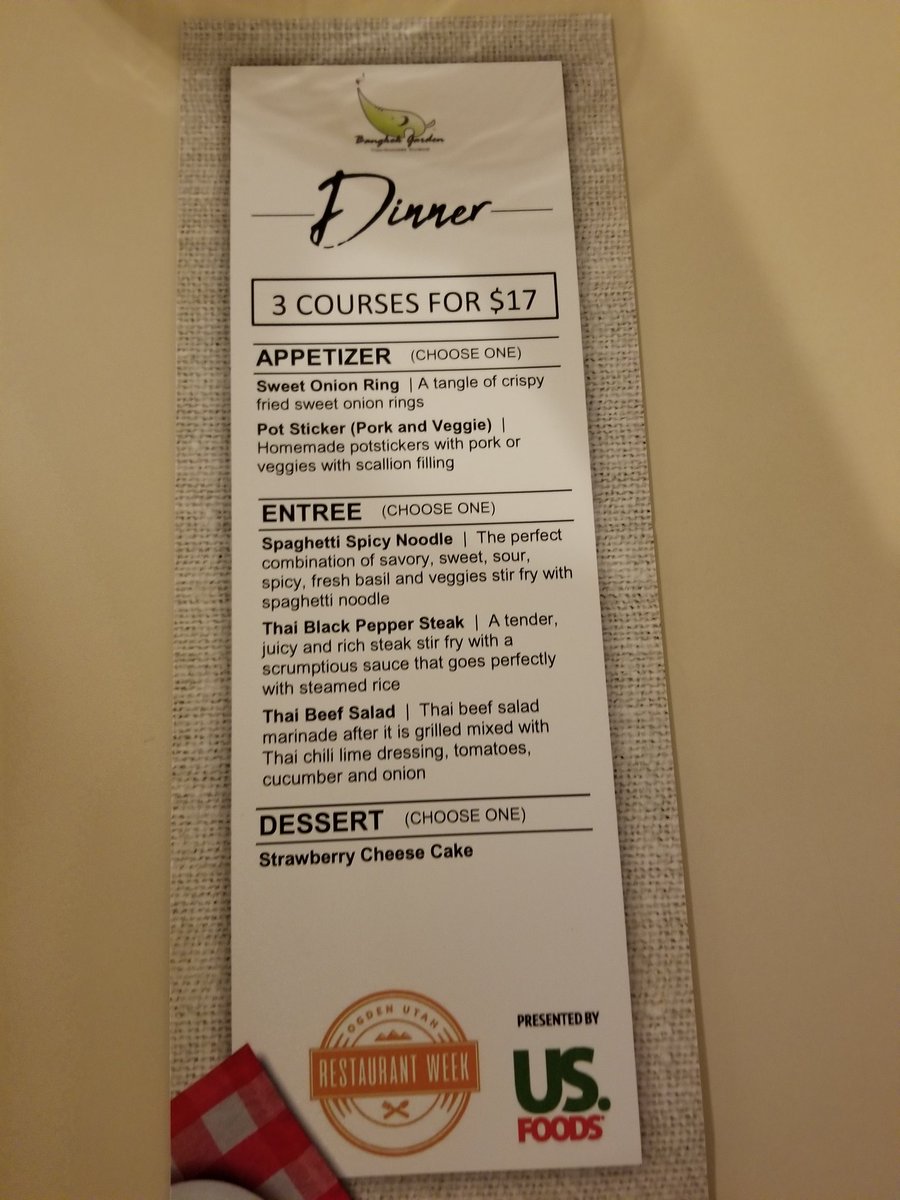 Bangkok Garden
Dinner
3 COURSES FOR $17
APPETIZER (CHOOSE ONE)
Sweet Onion Ring | A tangle of crispy
fried sweet onion rings
Pot Sticker (Pork and Veggie) |
Homemade potstickers with pork or
veggies with scallion filling
ENTREE (CHOOSE ONE)
Spaghetti Spicy Noodle | The perfect
combination of savory, sweet, sour,
spicy, fresh basil and veggies stir fry with
spaghetti noodle
Thai Black Pepper Steak | A tender,
juicy and rich steak stir fry with a
scrumptious sauce that goes perfectly
with steamed rice
Thai Beef Salad | Thai beef salad
marinade after it is grilled mixed with
Thai chili lime dressing, tomatoes,
cucumber and onion
DESSERT (CHOOSE ONE)
Strawberry Cheese Cake
OGDEN UTAH
RESTAURANT WEEK
PRESENTED BY
US.
FOODS